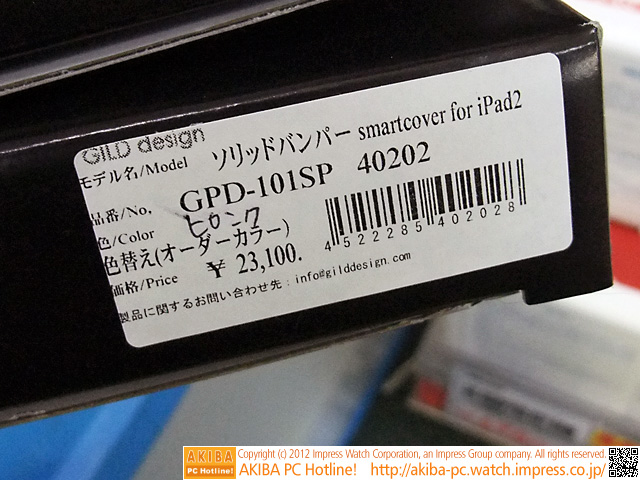 GILD design
モデル名/Model ソリッドバンパー smartcover for iPad2
品番/No. GPD-101SP 40202
色/Color ピンク
色替え(オーダーカラー)
価格/Price ¥ 23,100.
4522285402028
製品に関するお問い合わせ先：info@gilddesign.com
AKIBA PC Hotline!
Copyright (c) 2012 Impress Watch Corporation, an Impress Group company. All rights reserved.
AKIBA PC Hotline! http://akiba-pc.watch.impress.co.jp/